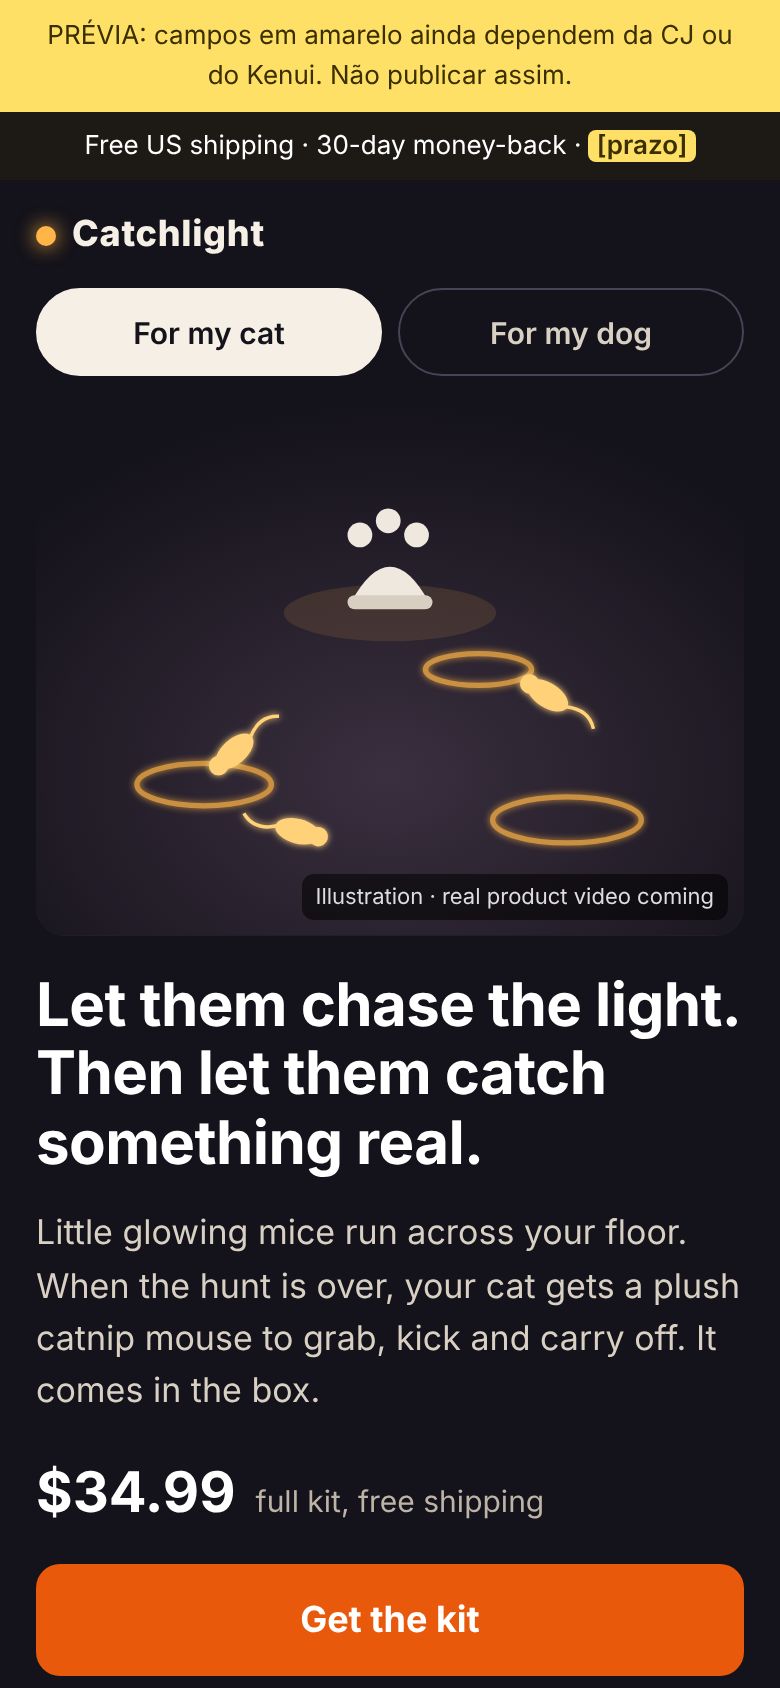 PRÉVIA: campos em amarelo ainda dependem da CJ ou
do Kenui. Não publicar assim.
Free US shipping · 30-day money-back · [prazo]
Catchlight
For my cat
For my dog
Illustration · real product video coming
Let them chase the light.
Then let them catch
something real.
Little glowing mice run across your floor.
When the hunt is over, your cat gets a plush
catnip mouse to grab, kick and carry off. It
comes in the box.
$34.99 full kit, free shipping
Get the kit